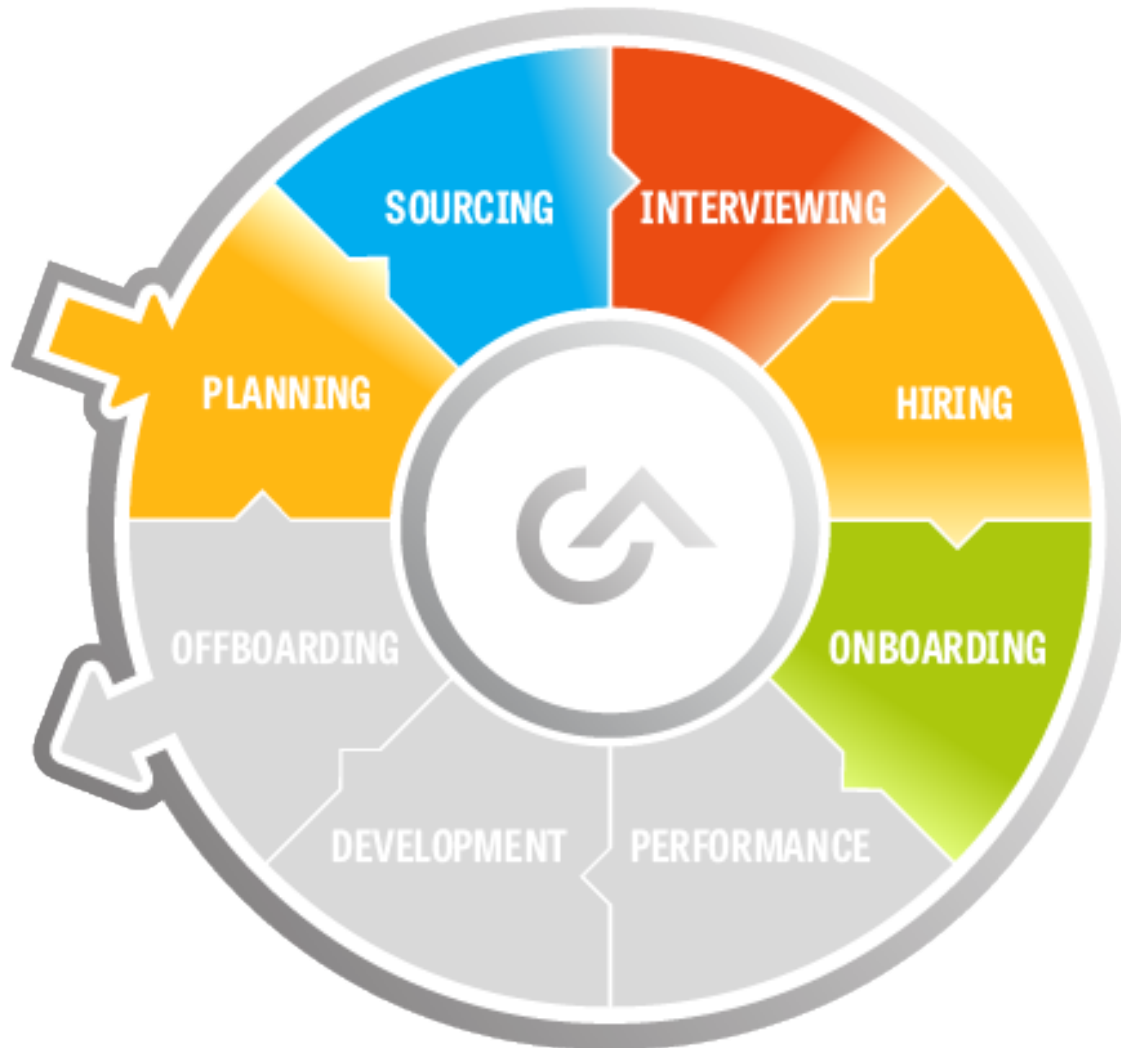 PLANNING
SOURCING
INTERVIEWING
HIRING
ONBOARDING
PERFORMANCE
DEVELOPMENT
OFFBOARDING